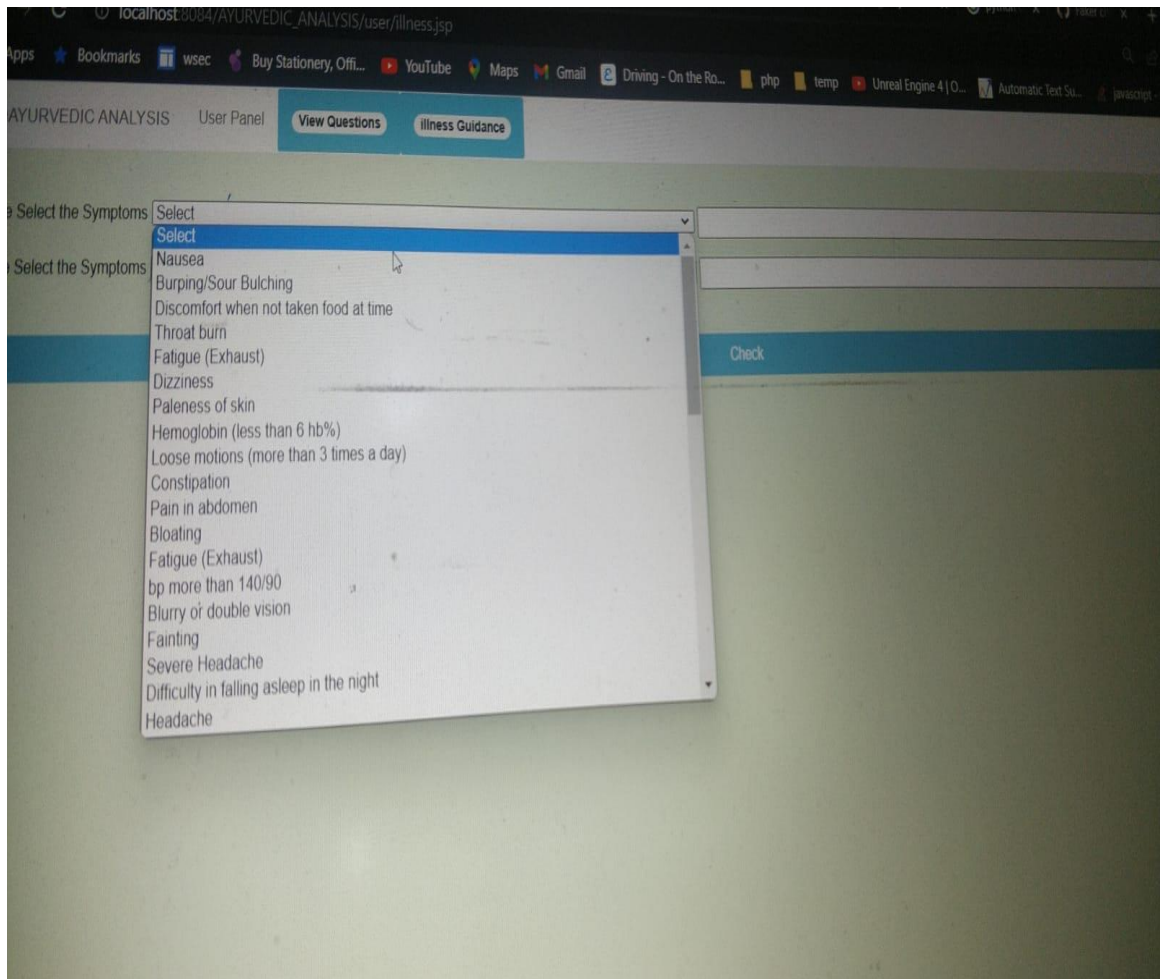 localhost:8084/AYURVEDIC_ANALYSIS/user/illness.jsp
Apps Bookmarks wsec Buy Stationery, Offi... YouTube Maps Gmail Driving - On the Ro... php temp Unreal Engine 4 | O... Automatic Text Su... javascript -
AYURVEDIC ANALYSIS User Panel View Questions illness Guidance
e Select the Symptoms Select
Select
Select the Symptoms Nausea
Burping/Sour Bulching
Discomfort when not taken food at time
Throat burn
Fatigue (Exhaust) Check
Dizziness
Paleness of skin
Hemoglobin (less than 6 hb%)
Loose motions (more than 3 times a day)
Constipation
Pain in abdomen
Bloating
Fatigue (Exhaust)
bp more than 140/90
Blurry or double vision
Fainting
Severe Headache
Difficulty in falling asleep in the night
Headache